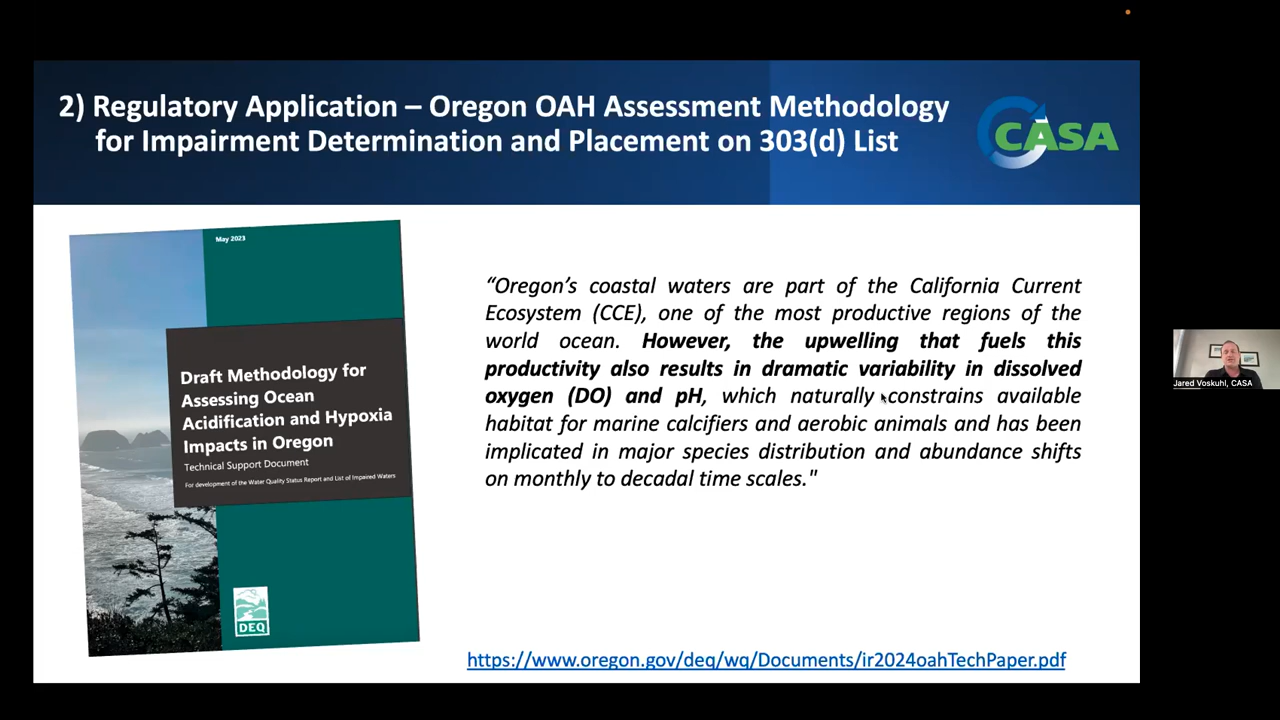 2) Regulatory Application – Oregon OAH Assessment Methodology
for Impairment Determination and Placement on 303(d) List
CASA
May 2023
Draft Methodology for
Assessing Ocean
Acidification and Hypoxia
Impacts in Oregon
Technical Support Document
For development of the Water Quality Status Report and List of Impaired Waters
DEQ
“Oregon’s coastal waters are part of the California Current
Ecosystem (CCE), one of the most productive regions of the
world ocean. However, the upwelling that fuels this
productivity also results in dramatic variability in dissolved
oxygen (DO) and pH, which naturally constrains available
habitat for marine calcifiers and aerobic animals and has been
implicated in major species distribution and abundance shifts
on monthly to decadal time scales."
https://www.oregon.gov/deq/wq/Documents/ir2024oahTechPaper.pdf
Jared Voskuhl, CASA